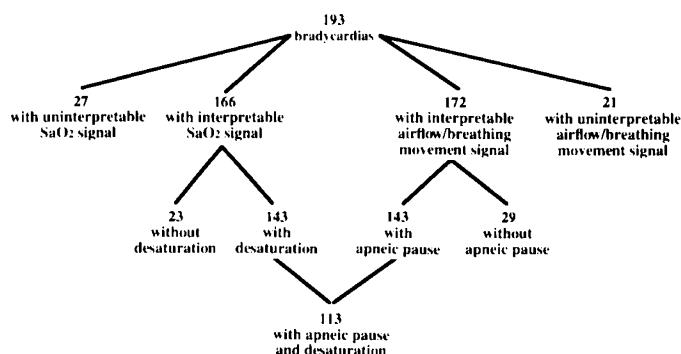 193
bradycardias
27
with uninterpretable
SaO2 signal
166
with interpretable
SaO2 signal
172
with interpretable
airflow/breathing
movement signal
21
with uninterpretable
airflow/breathing
movement signal
23
without
desaturation
143
with
desaturation
143
with
apneic pause
29
without
apneic pause
113
with apneic pause
and desaturation